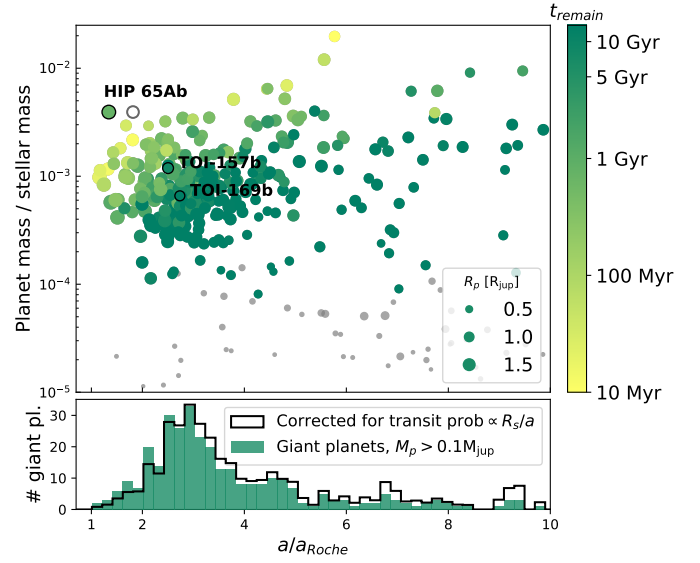 t_remain
10⁻²
10⁻³
10⁻⁴
10⁻⁵
Planet mass / stellar mass
HIP 65Ab
TOI-157b
TOI-169b
R_p [R_jup]
0.5
1.0
1.5
10 Gyr
5 Gyr
1 Gyr
100 Myr
10 Myr
30
20
10
0
# giant pl.
Corrected for transit prob ∝ R_s/a
Giant planets, M_p > 0.1M_jup
1
2
4
6
8
10
a/a_Roche